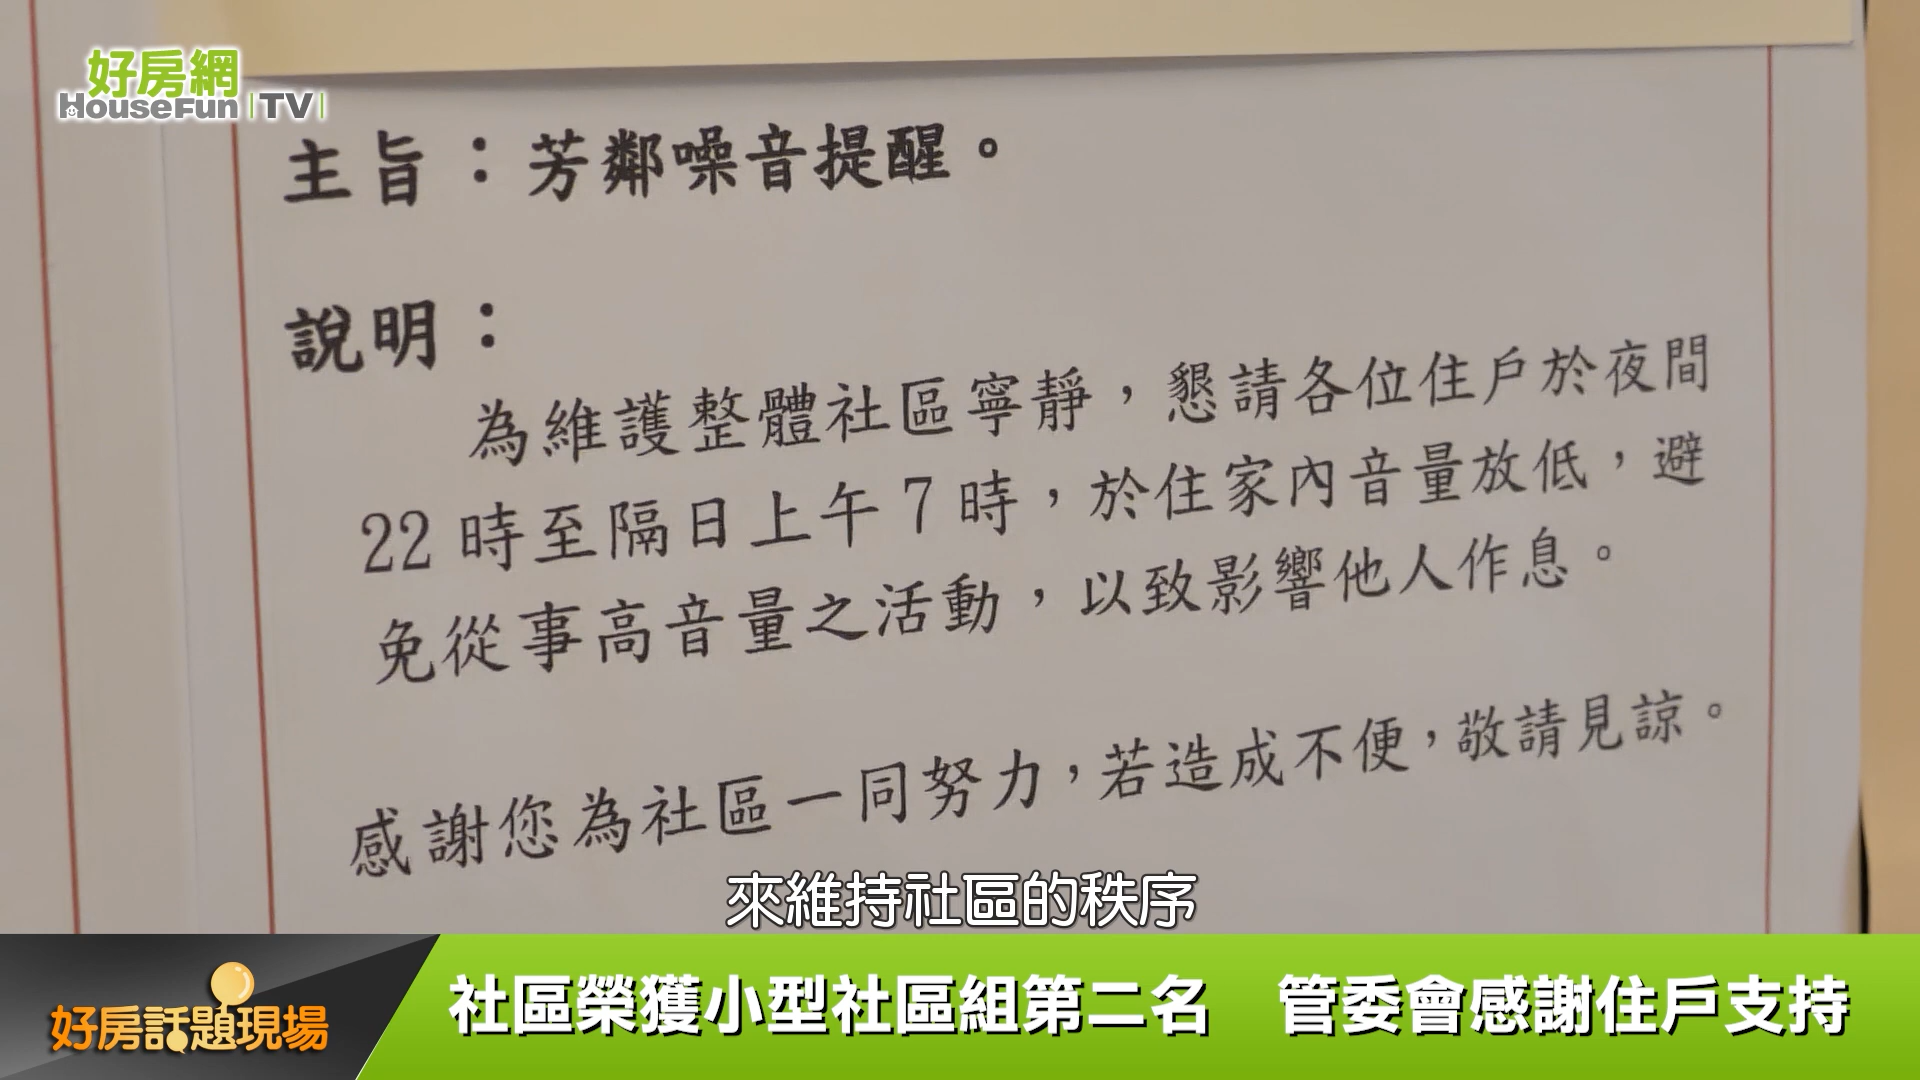 好房網
HouseFun TV
主旨：芳鄰噪音提醒。
說明：
為維護整體社區寧靜，懇請各位住戶於夜間
22 時至隔日上午 7 時，於住家內音量放低，避
免從事高音量之活動，以致影響他人作息。
感謝您為社區一同努力，若造成不便，敬請見諒。
來維持社區的秩序
好房話題現場
社區榮獲小型社區組第二名 管委會感謝住戶支持